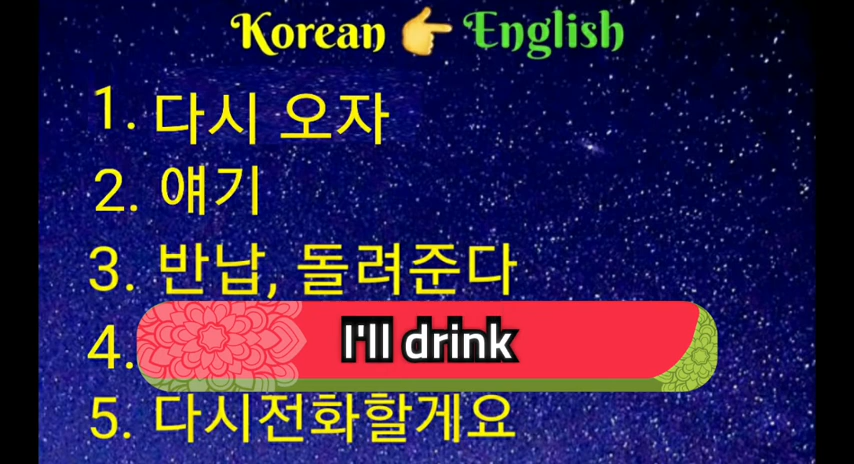 Korean 👉 English
1. 다시 오자
2. 얘기
3. 반납, 돌려준다
4. I'll drink
5. 다시전화할게요